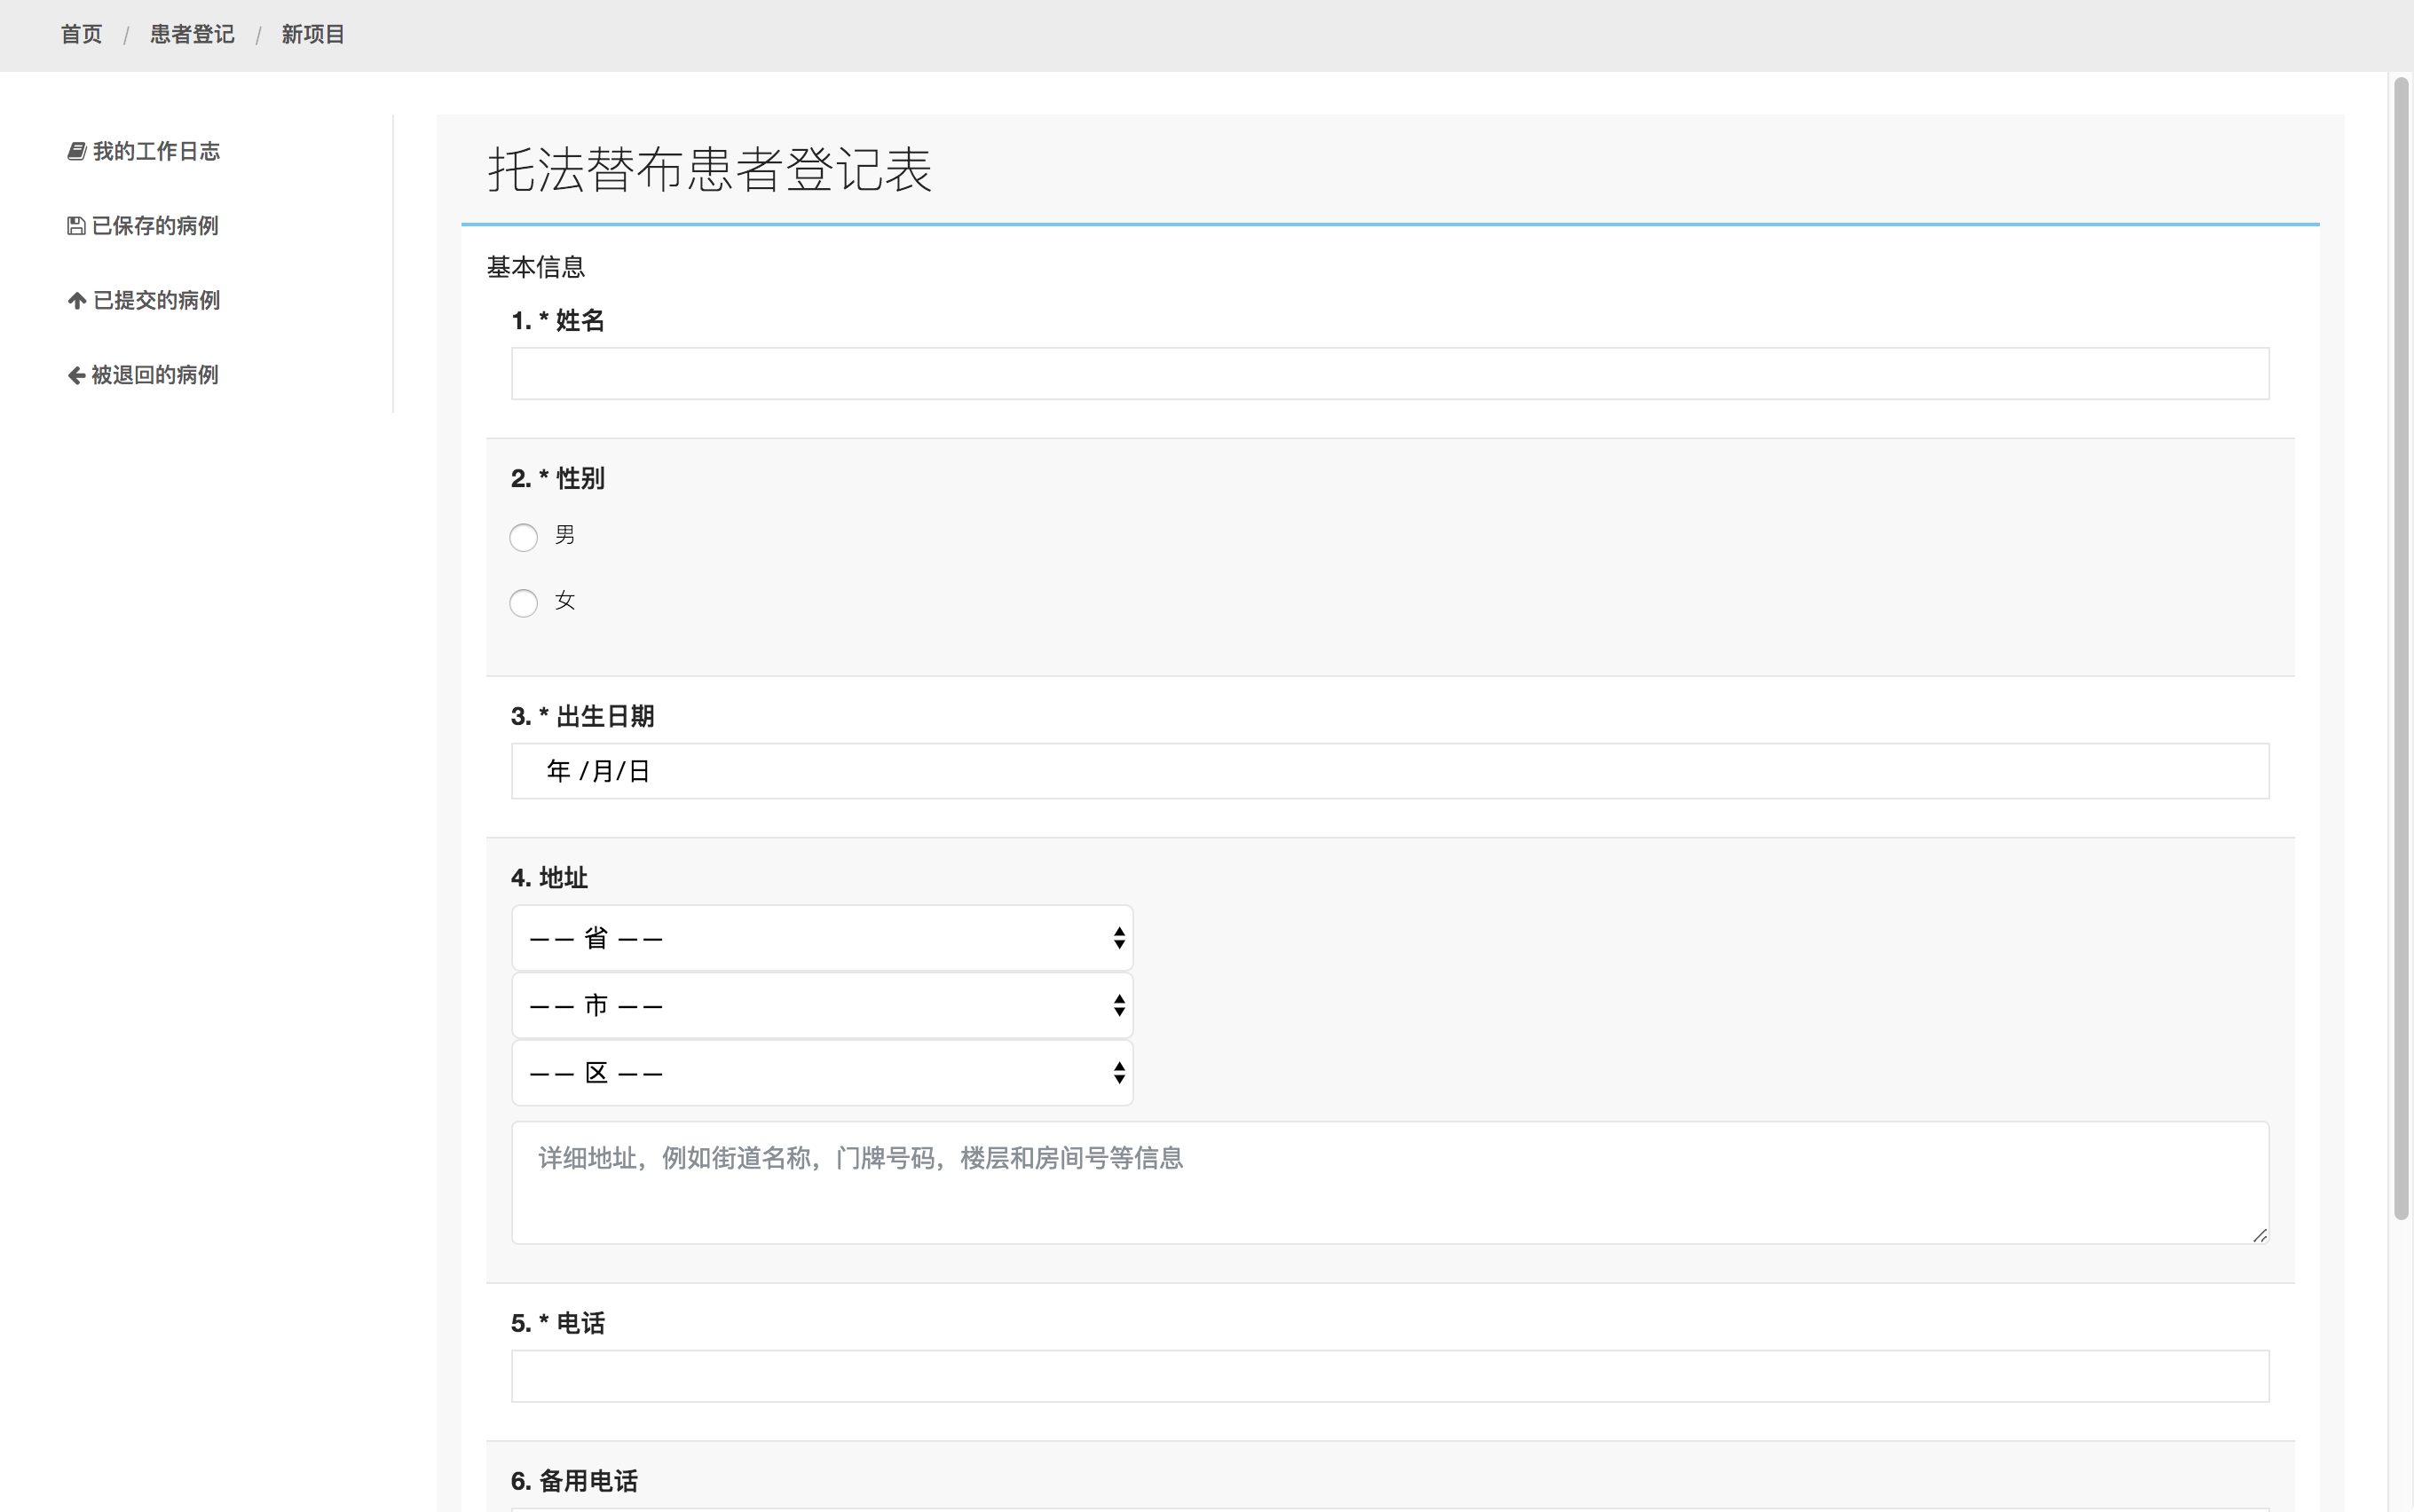 首页 / 患者登记 / 新项目
我的工作日志
已保存的病例
已提交的病例
被退回的病例
托法替布患者登记表
基本信息
1. * 姓名
2. * 性别
男
女
3. * 出生日期
年 /月/日
4. 地址
—— 省 ——
—— 市 ——
—— 区 ——
详细地址，例如街道名称，门牌号码，楼层和房间号等信息
5. * 电话
6. 备用电话